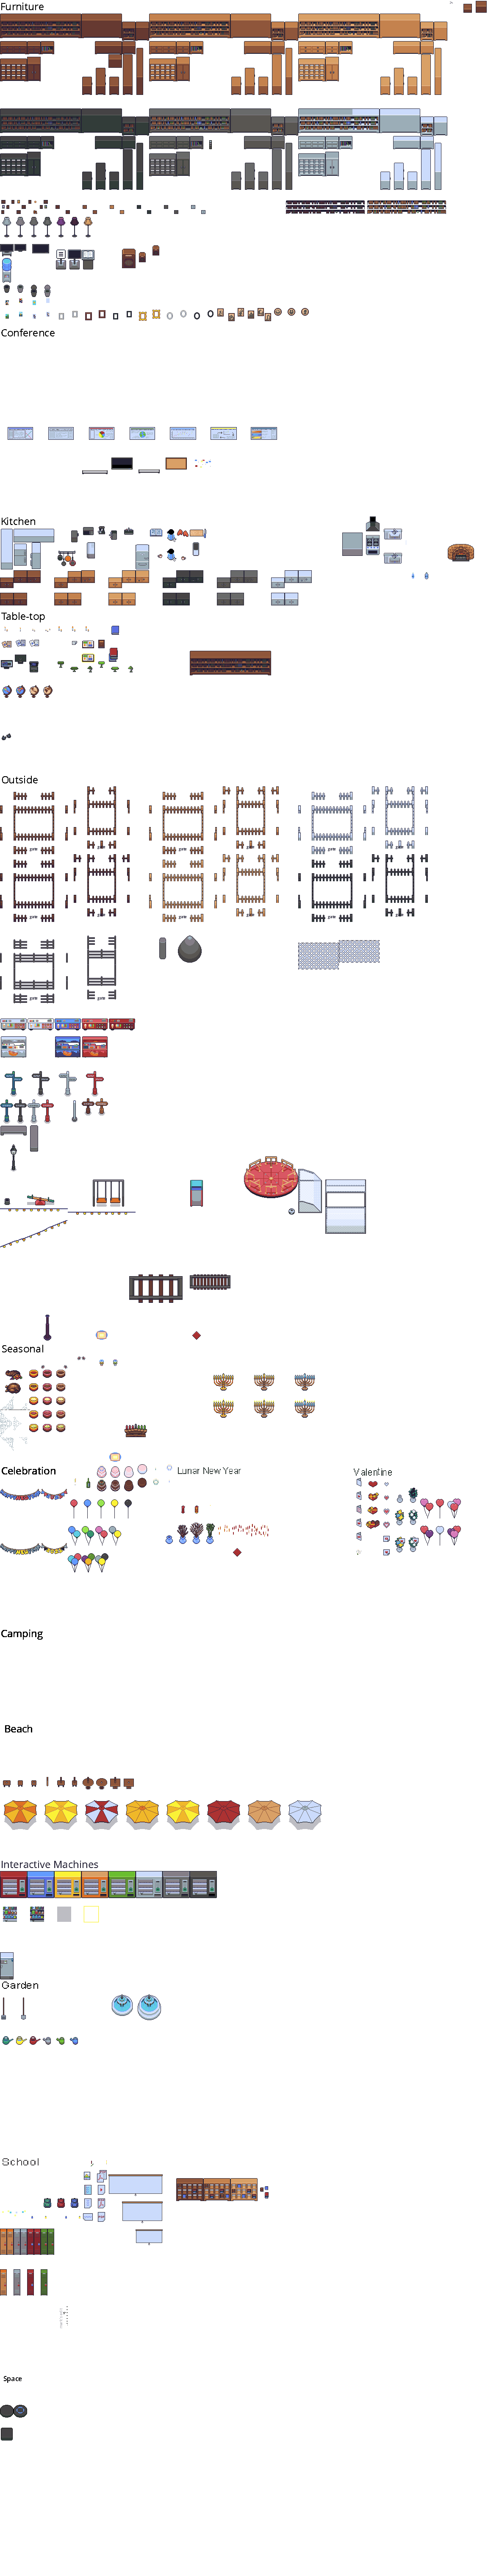 Furniture
Conference
Kitchen
Table-top
Outside
Seasonal
Celebration
Lunar New Year
Valentine
Camping
Beach
Interactive Machines
Garden
School
Space